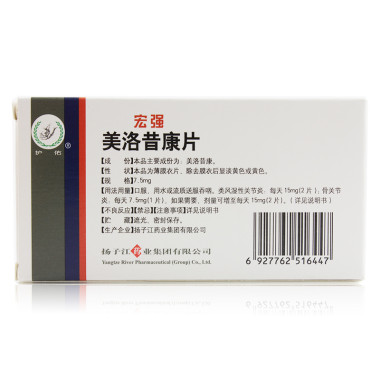 宏强
美洛昔康片
护佑®
【成　份】本品主要成份为：美洛昔康。
【性　状】本品为薄膜衣片，除去膜衣后显淡黄色或黄色。
【规　格】7.5mg
【用法用量】口服，用水或流质送服吞咽。类风湿性关节炎，每天15mg(2片)；骨关节
炎，每天7.5mg(1片)，如果需要，剂量可增至每天15mg(2片)。（详见说明书）
【不良反应】【禁忌】【注意事项】详见说明书
【贮　藏】遮光，密封保存。
【生产企业】扬子江药业集团有限公司
扬子江药业集团有限公司
Yangtze River Pharmaceutical (Group) Co., Ltd.
6 927762 516447